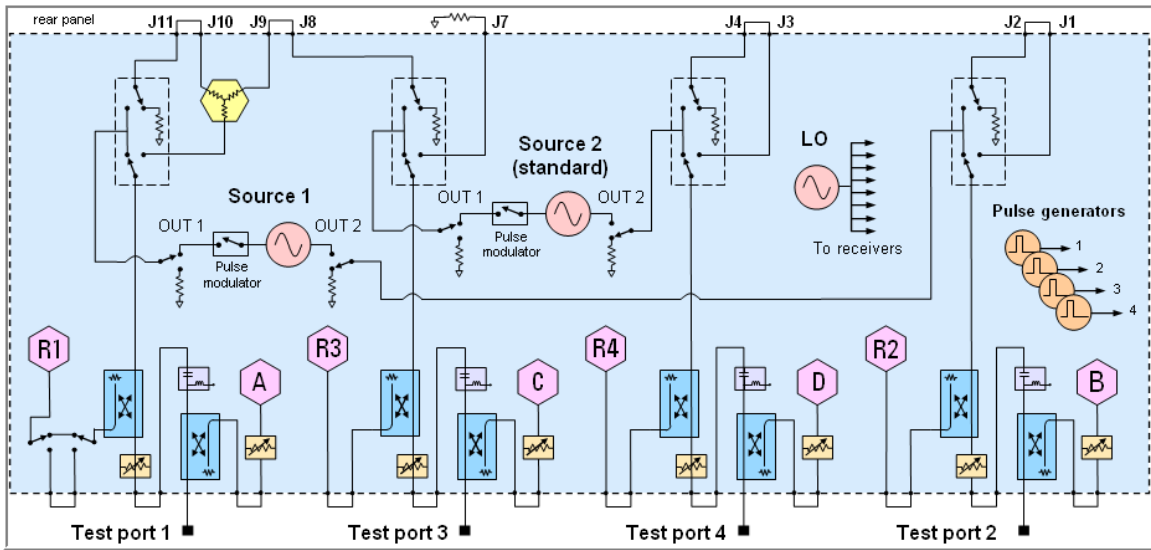 rear panel
J11 J10 J9 J8 J7 J4 J3 J2 J1
Source 2
(standard)
LO
Source 1
OUT 1
OUT 2
OUT 1
OUT 2
Pulse
modulator
Pulse
modulator
To receivers
Pulse generators
1
2
3
4
R1
A
R3
C
R4
D
R2
B
Test port 1
Test port 3
Test port 4
Test port 2